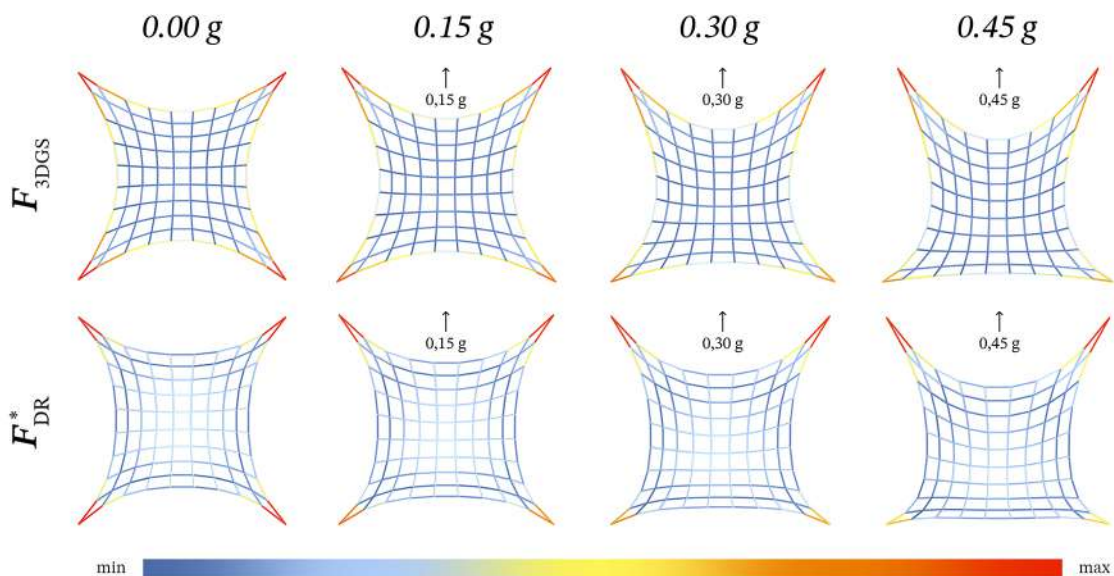 0.00 g 0.15 g 0.30 g 0.45 g
↑ ↑ ↑
0,15 g 0,30 g 0,45 g
F3DGS
↑ ↑ ↑
0,15 g 0,30 g 0,45 g
F*DR
min max